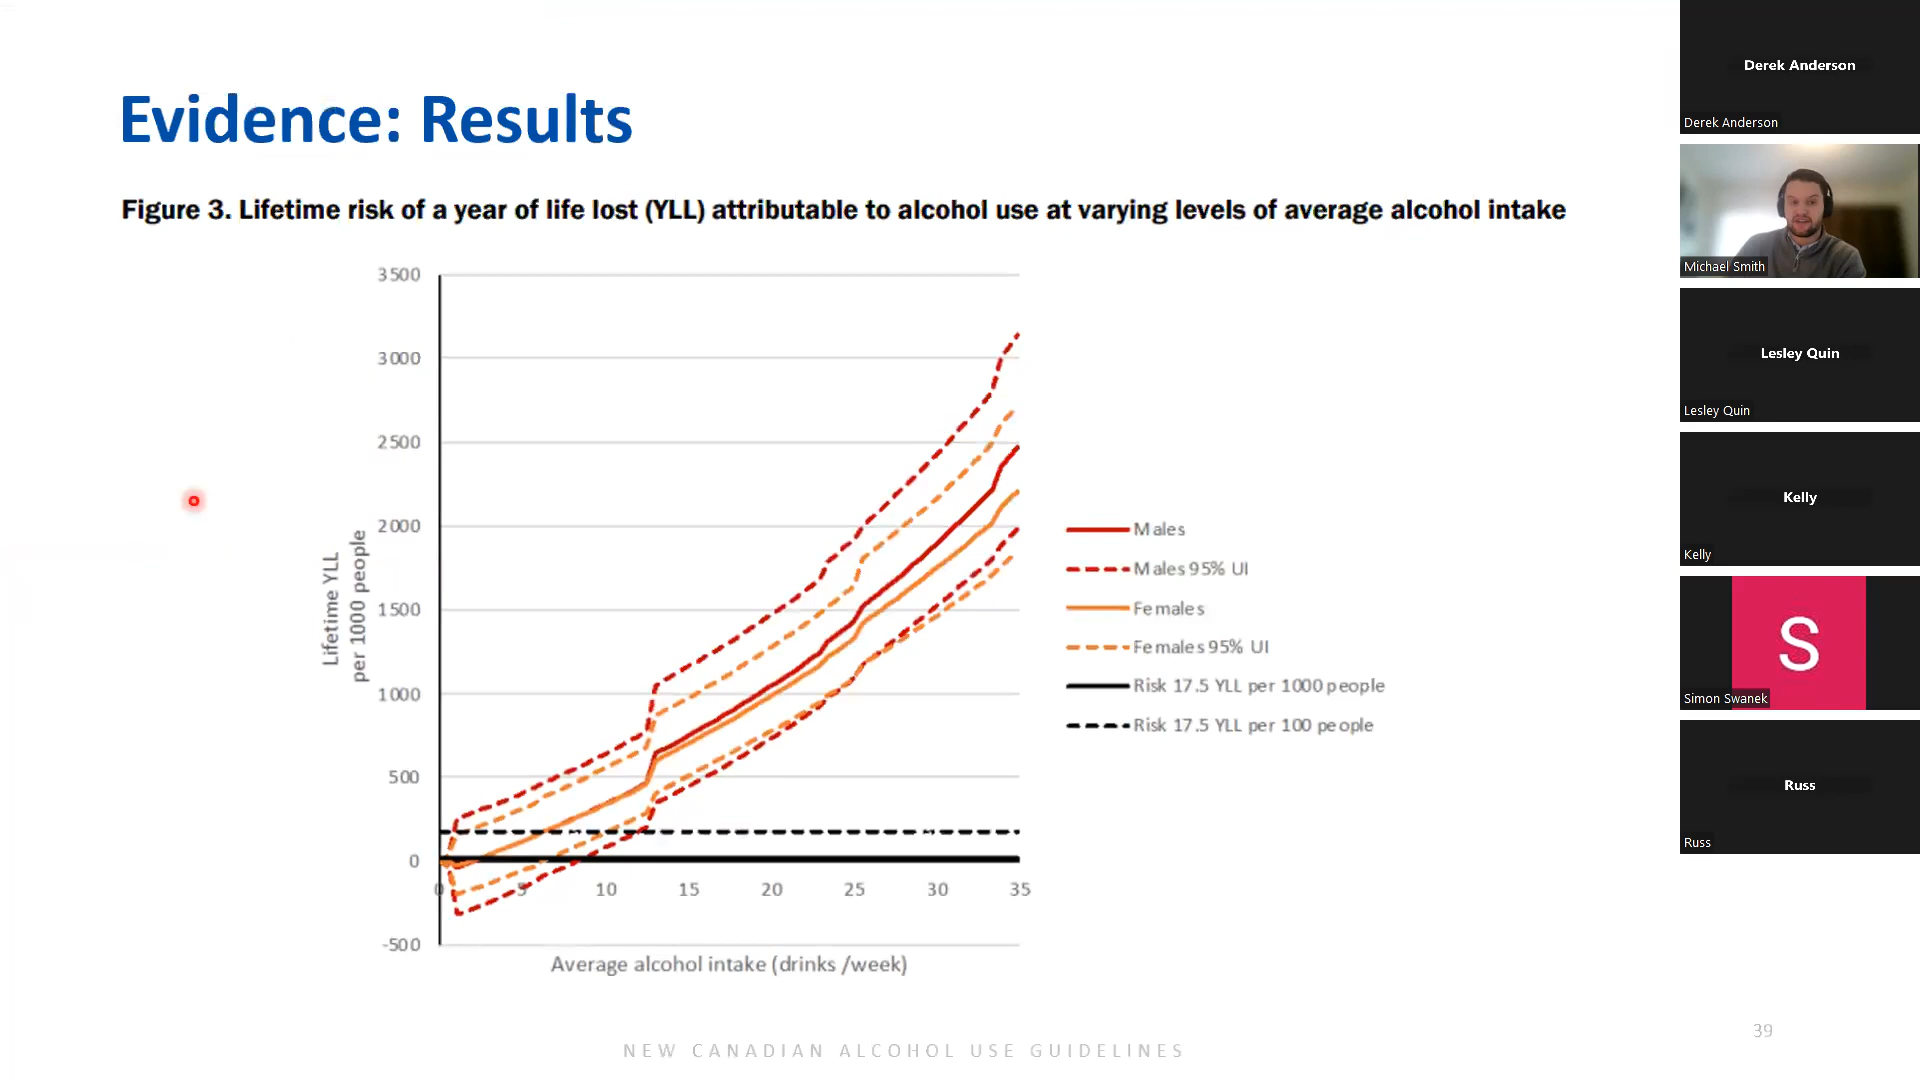 Evidence: Results
Figure 3. Lifetime risk of a year of life lost (YLL) attributable to alcohol use at varying levels of average alcohol intake
3500
3000
2500
2000
1500
1000
500
0
-500
Lifetime YLL
per 1000 people
0 5 10 15 20 25 30 35
Average alcohol intake (drinks /week)
Males
Males 95% UI
Females
Females 95% UI
Risk 17.5 YLL per 1000 people
Risk 17.5 YLL per 100 people
NEW CANADIAN ALCOHOL USE GUIDELINES
39
Derek Anderson
Derek Anderson
Michael Smith
Lesley Quin
Lesley Quin
Kelly
Kelly
S
Simon Swanek
Russ
Russ